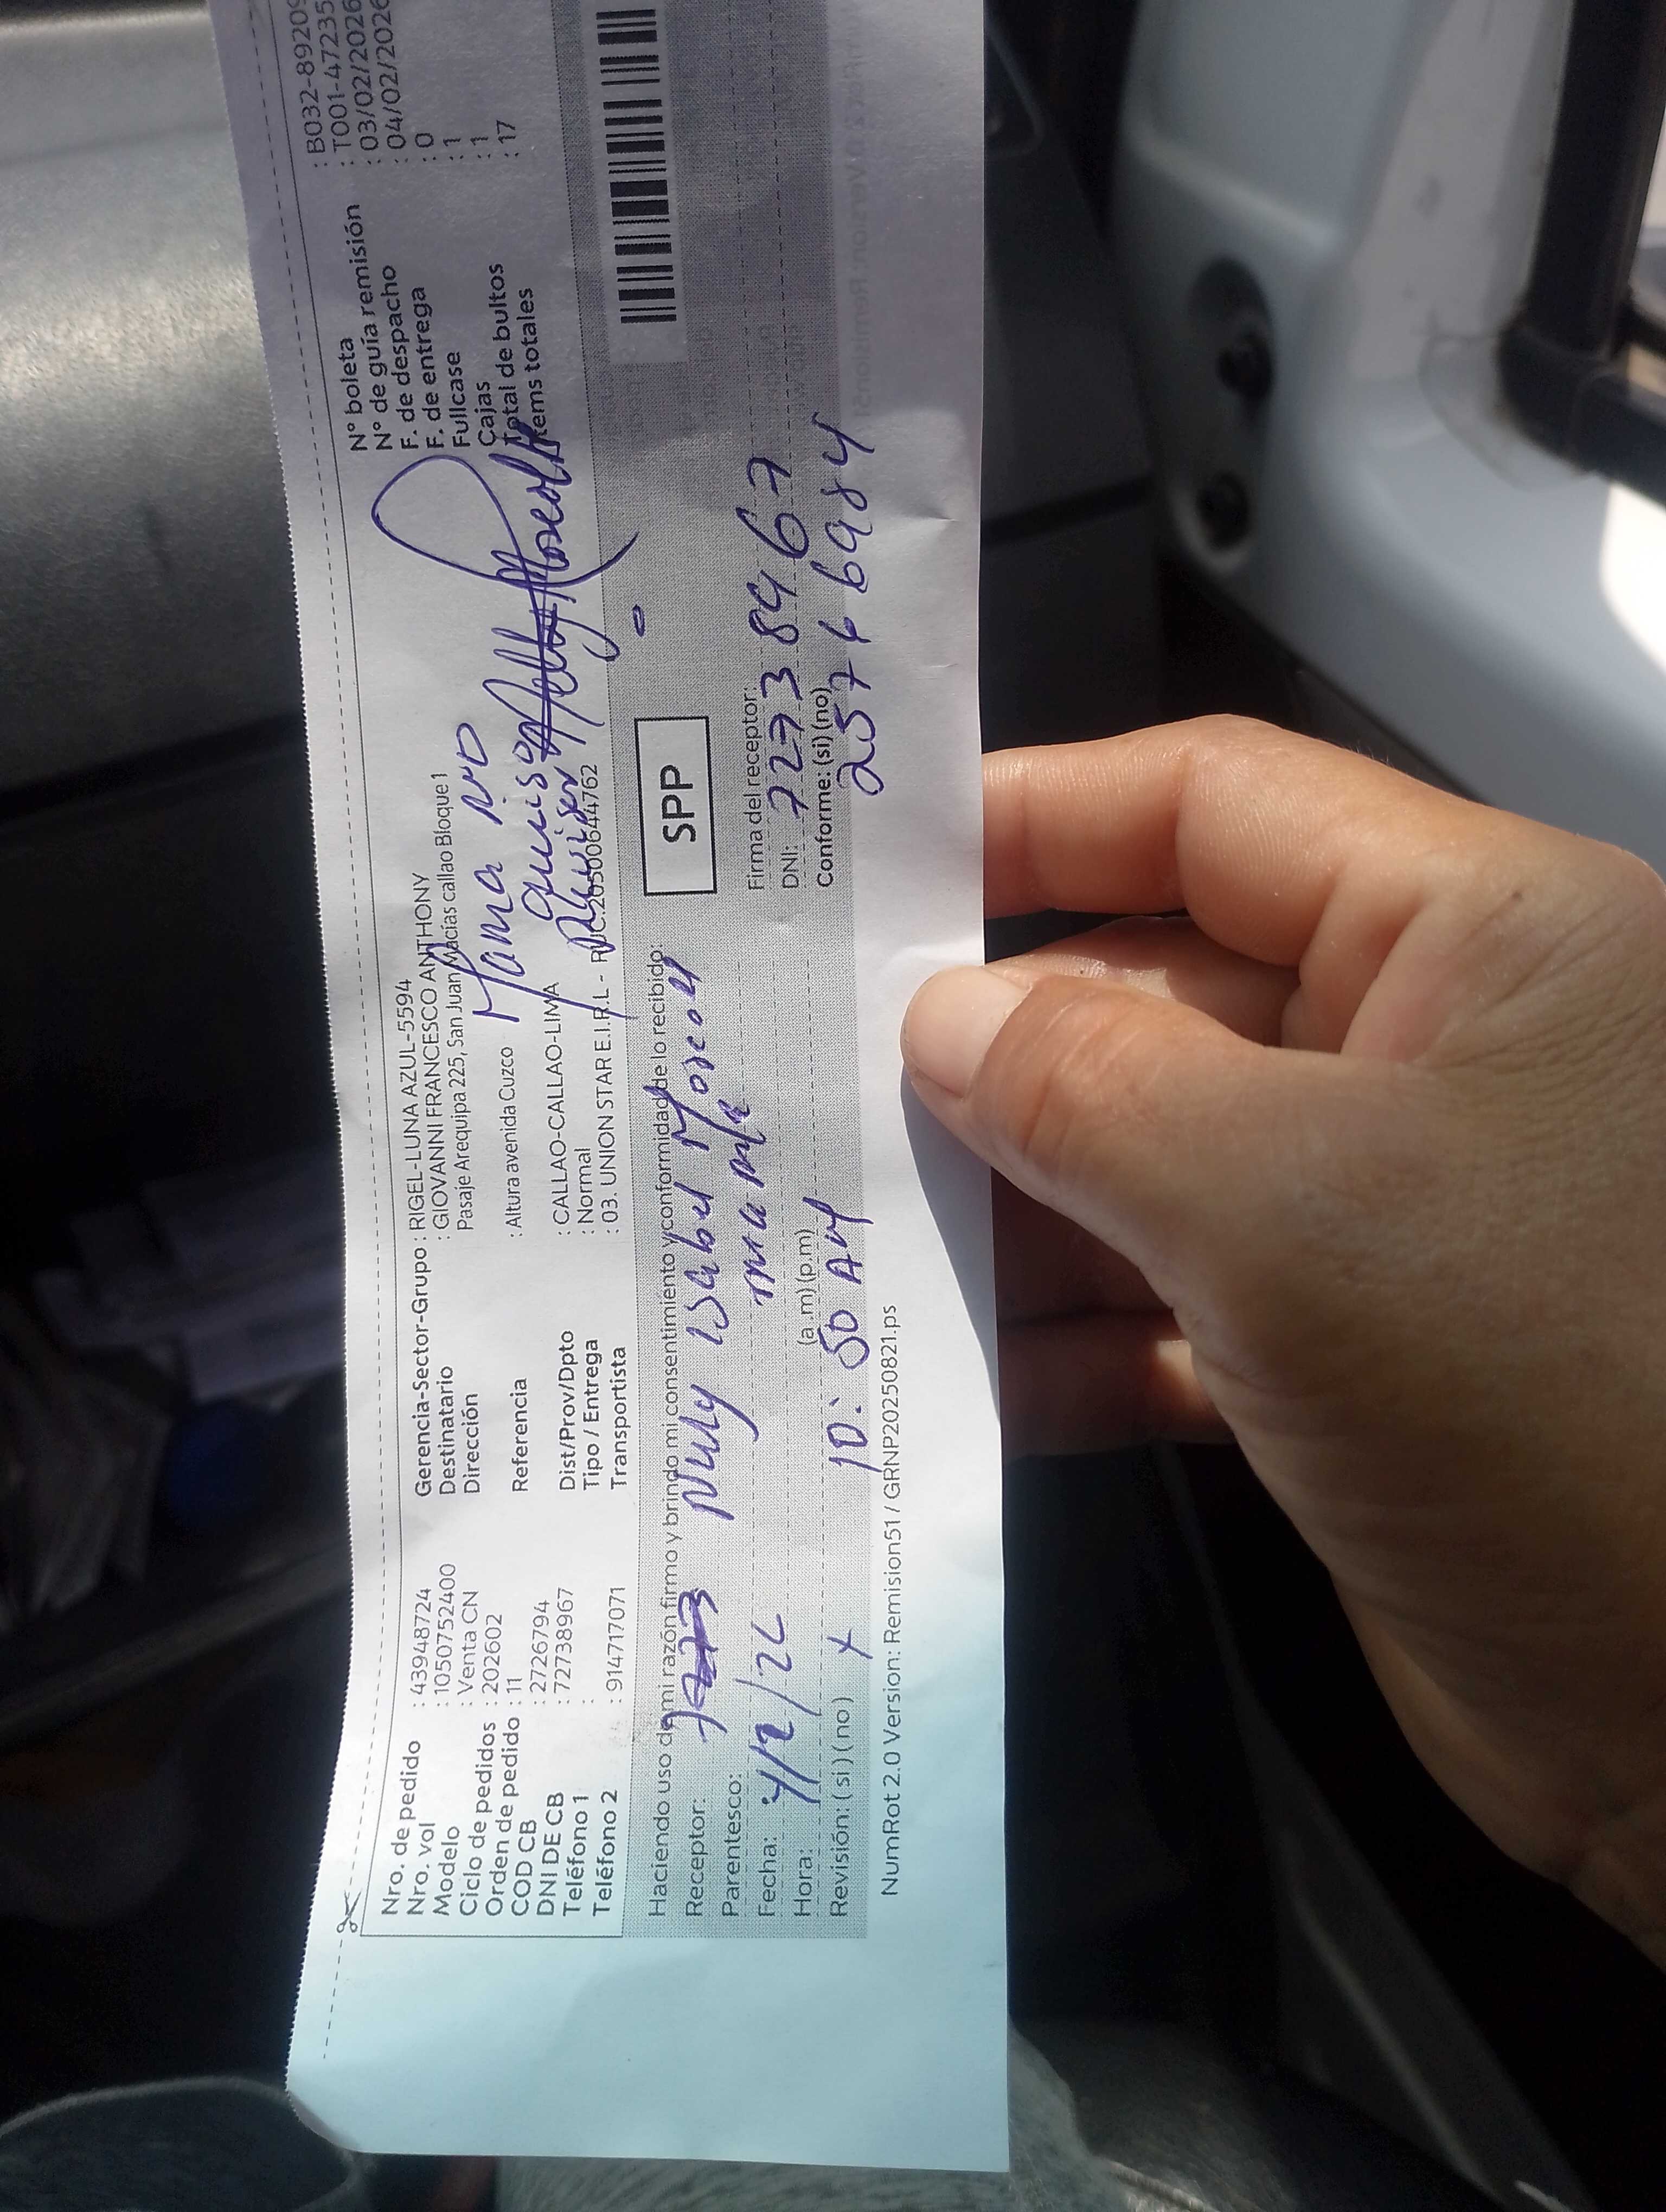 Nro. de pedido : 439487724
Nro. vol : 1050752400
Modelo : Venta CN
Ciclo de pedidos : 202602
Orden de pedido : 11
COD CB : 2726794
DNI DE CB : 72738967
Teléfono 1 :
Teléfono 2 : 914717071
Gerencia-Sector-Grupo : RIGEL-LUNA AZUL-5594
Destinatario : GIOVANNI FRANCESCO ANTHONY
Dirección Pasaje Arequipa 225, San Juan Macías callao Bloque 1
Referencia : Altura avenida Cuzco
Dist/Prov/Dpto : CALLAO-CALLAO-LIMA
Tipo / Entrega : Normal
Transportista : 03. UNION STAR E.I.R.L - RUC:20500644762
N° boleta : B032-89209
N° de guía remisión : T001-47235
F. de despacho : 03/02/2026
F. de entrega : 04/02/2026
Fullcase : 0
Cajas : 1
Total de bultos : 1
Items totales : 17
Mama no
quiso
Haciendo uso de mi razón firmo y brindo mi consentimiento y conformidad de lo recibido:
SPP
Receptor: 7273 Nelly Isabel
Parentesco: mama
Firma del receptor:
Fecha: 4/2/26
DNI: 72738967
Hora: 10:50 AM (a.m) (p.m)
Conforme: (si) (no)
25766984
Revisión: (si) (no) x
NumRot 2.0 Version: Remision51 / GRNP20250821.ps